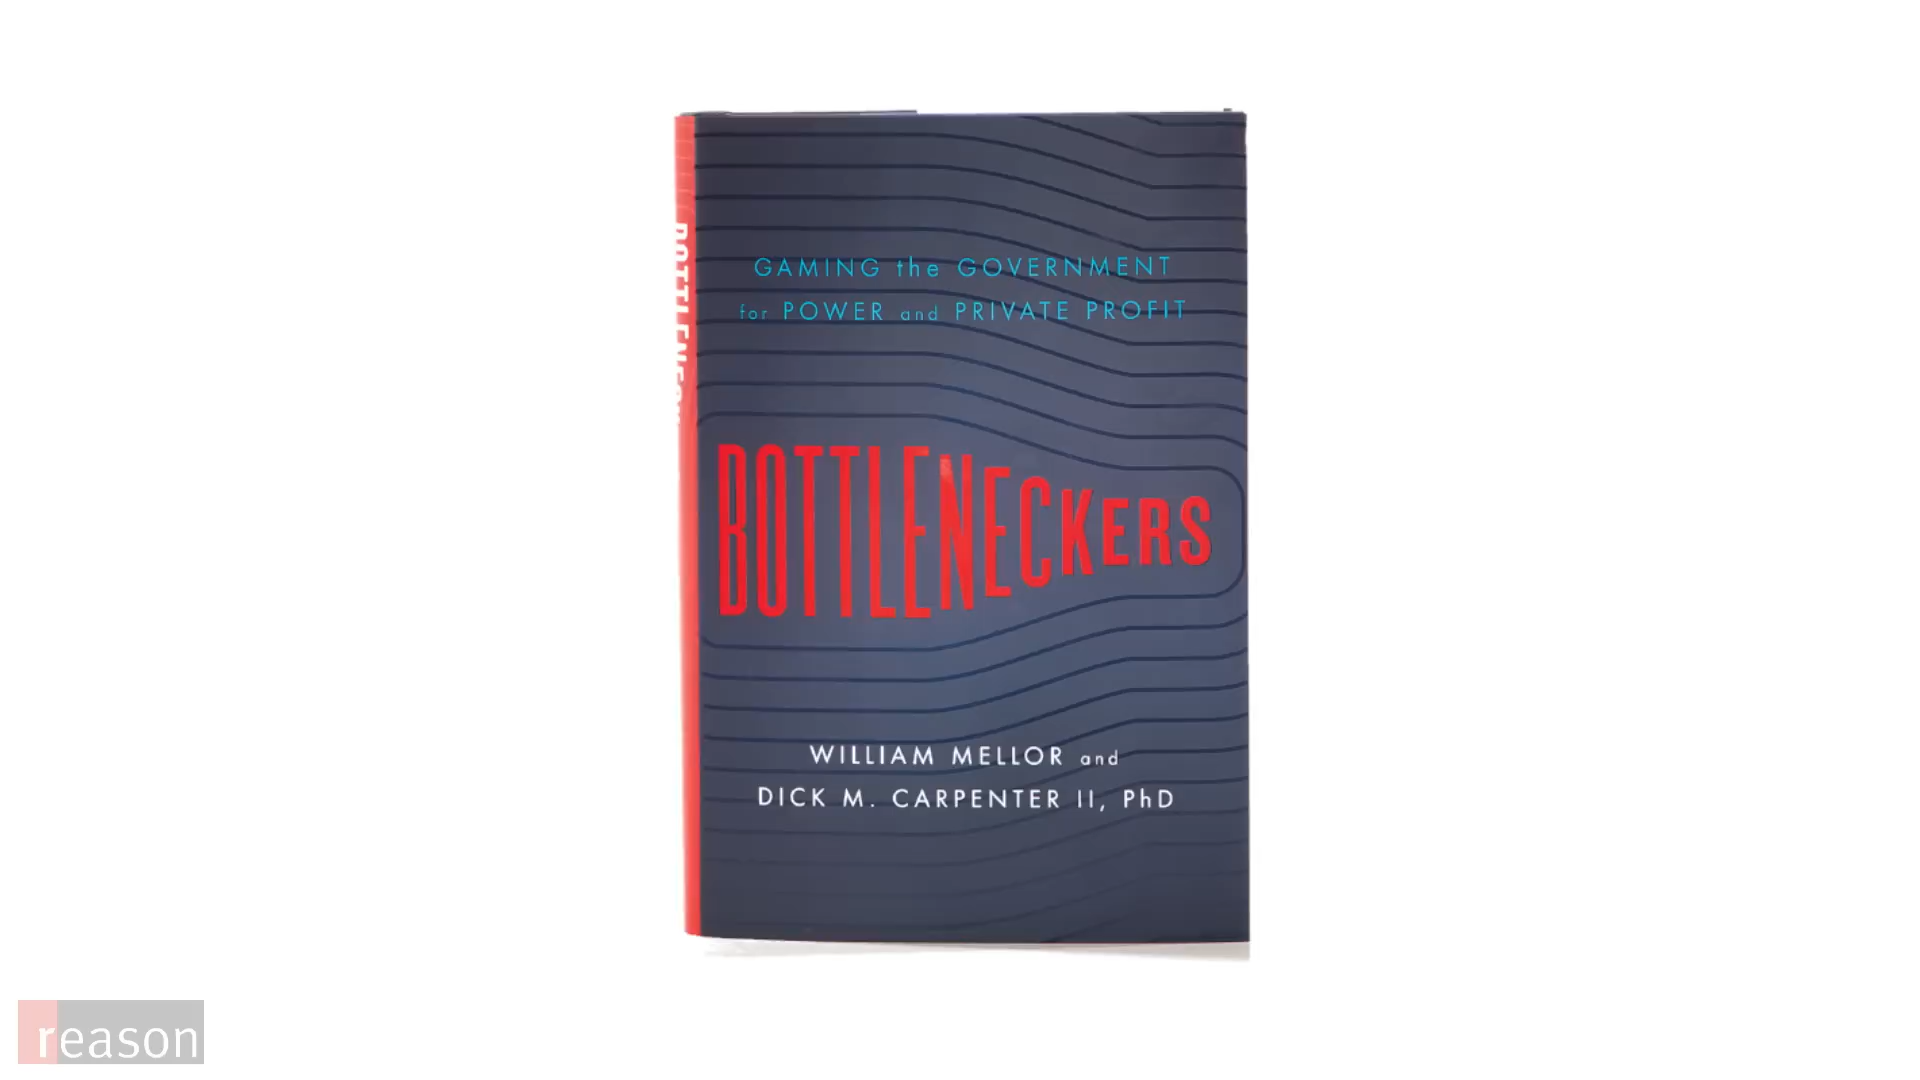 GAMING the GOVERNMENT
for POWER and PRIVATE PROFIT
BOTTLENECKERS
WILLIAM MELLOR and
DICK M. CARPENTER II, PhD
reason